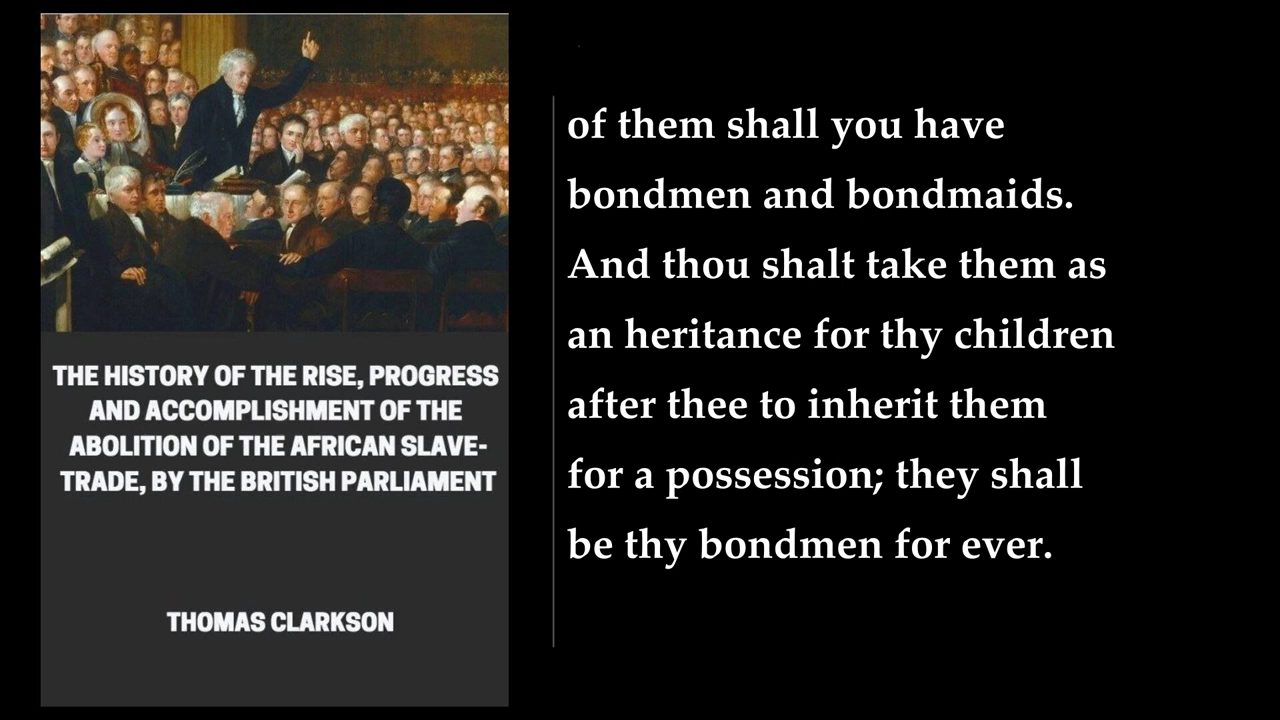 THE HISTORY OF THE RISE, PROGRESS
AND ACCOMPLISHMENT OF THE
ABOLITION OF THE AFRICAN SLAVE-
TRADE, BY THE BRITISH PARLIAMENT
THOMAS CLARKSON
of them shall you have
bondmen and bondmaids.
And thou shalt take them as
an heritance for thy children
after thee to inherit them
for a possession; they shall
be thy bondmen for ever.